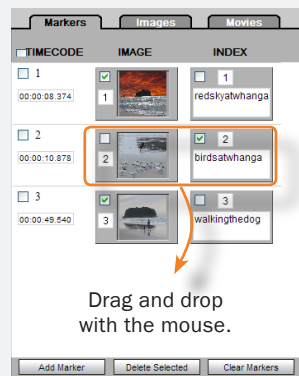 Markers Images Movies
TIMECODE IMAGE INDEX
1 1
00:00:08.374 1 redskyatwhanga
2 2
00:00:10.878 2 birdsatwhanga
3 3
00:00:49.540 3 walkingthedog
Drag and drop
with the mouse.
Add Marker Delete Selected Clear Markers